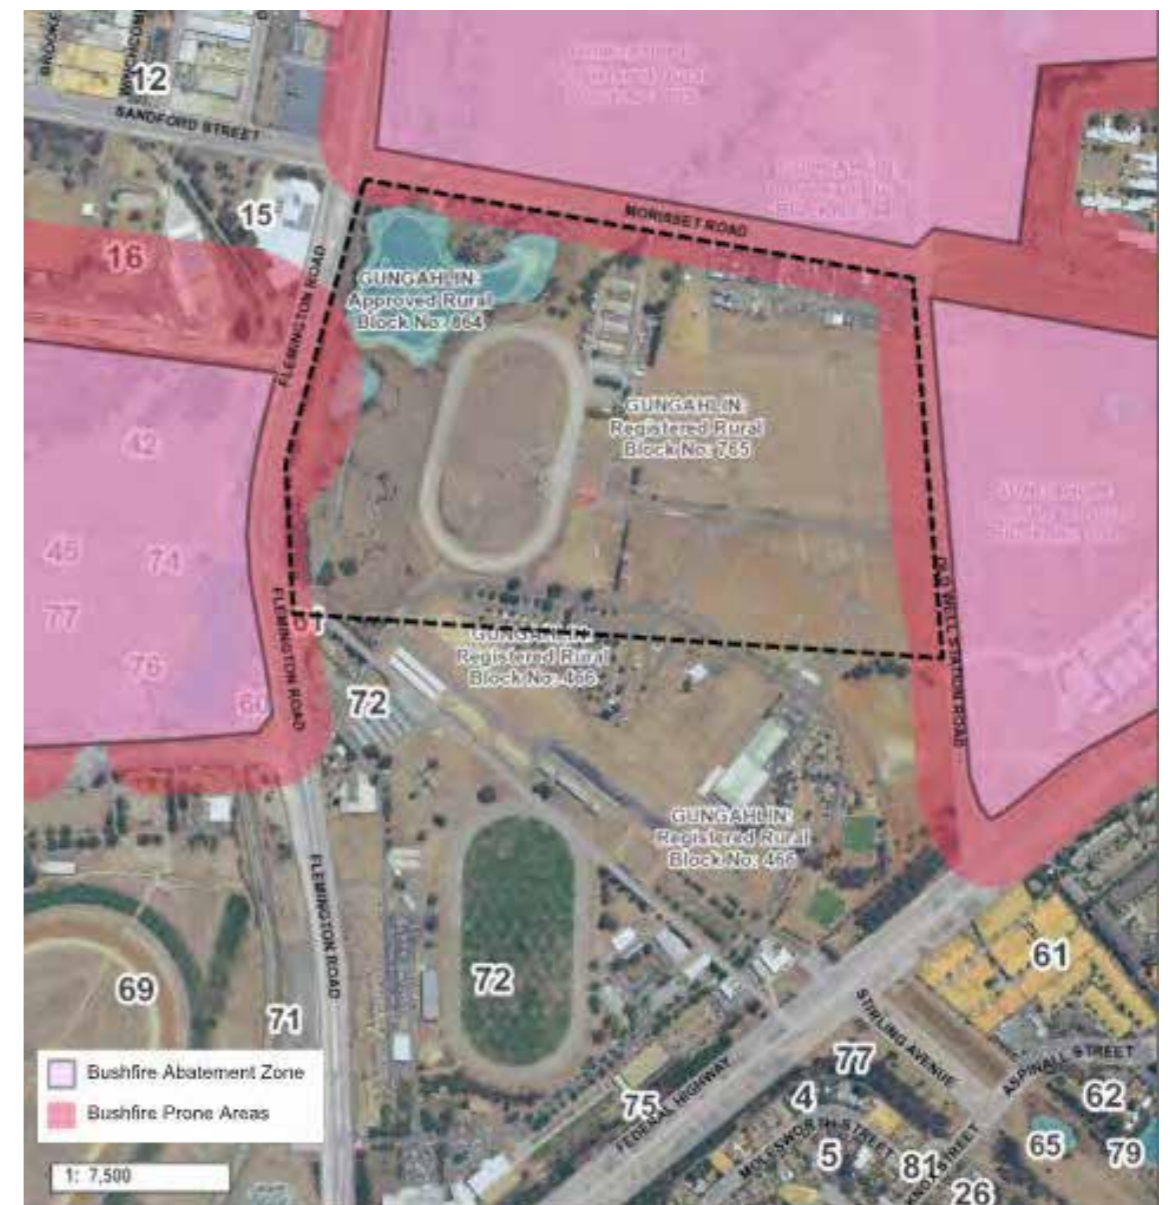 12
SANDFORD STREET
MORISSET ROAD
15
16
FLEMINGTON ROAD
GUNGAHLIN:
Approved Rural
Block No: 864
GUNGAHLIN:
Registered Rural
Block No: 765
42
45
74
77
76
60
FLEMINGTON ROAD
OLD WELL STATION ROAD
GUNGAHLIN:
Registered Rural
Block No: 466
72
GUNGAHLIN:
Registered Rural
Block No: 466
FLEMINGTON ROAD
72
69
71
61
STIRLING AVENUE
77
ASPINALL STREET
62
75
FEDERAL HIGHWAY
4
MOLESWORTH STREET
5
81
KNOX STREET
65
79
26
Bushfire Abatement Zone
Bushfire Prone Areas
1: 7,500